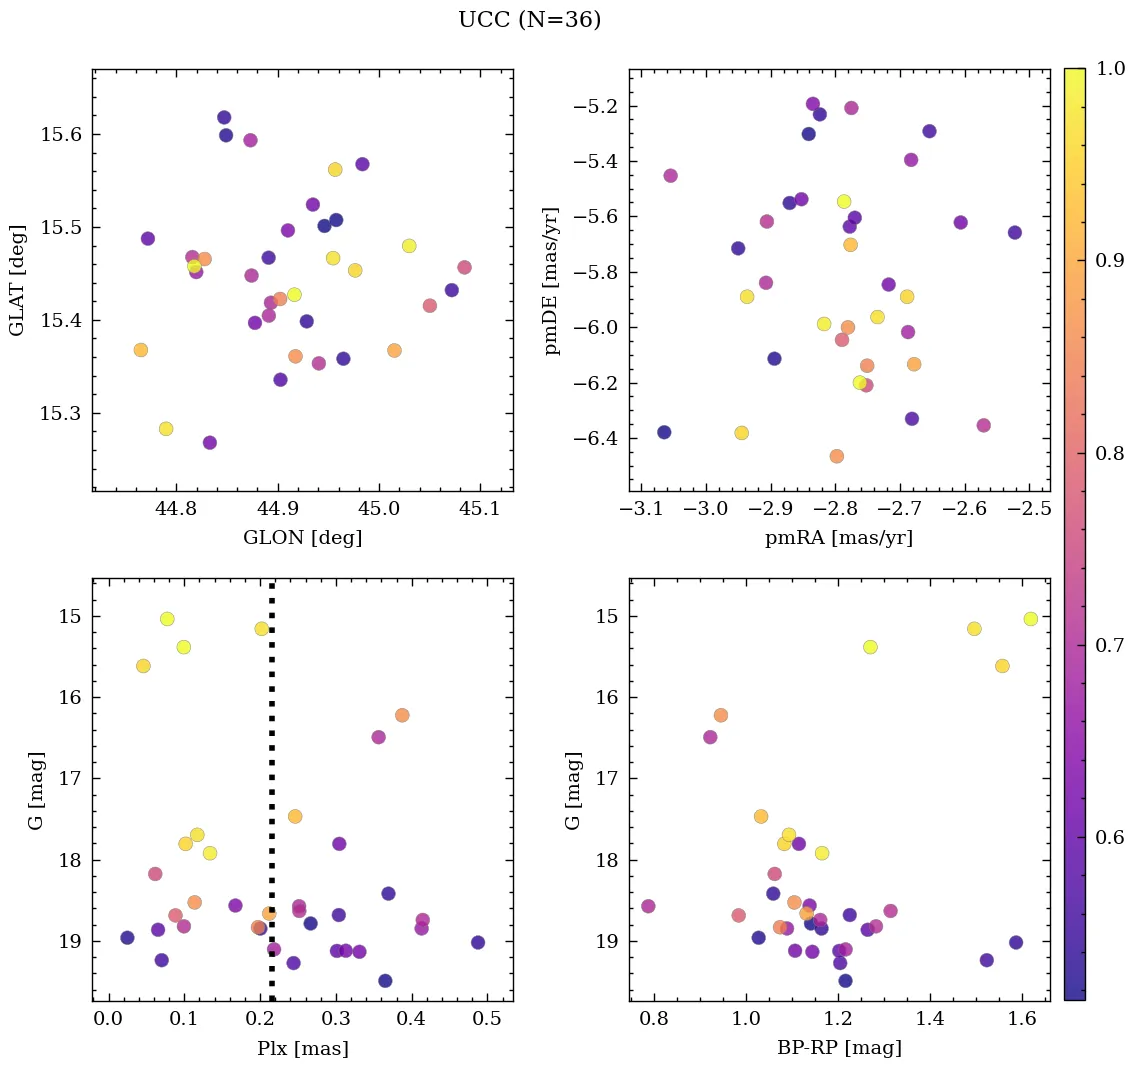 UCC (N=36)
15.6
15.5
15.4
15.3
44.8 44.9 45.0 45.1
GLON [deg]
GLAT [deg]
−5.2
−5.4
−5.6
−5.8
−6.0
−6.2
−6.4
−3.1 −3.0 −2.9 −2.8 −2.7 −2.6 −2.5
pmRA [mas/yr]
pmDE [mas/yr]
1.0
0.9
0.8
0.7
0.6
15
16
17
18
19
0.0 0.1 0.2 0.3 0.4 0.5
Plx [mas]
G [mag]
15
16
17
18
19
0.8 1.0 1.2 1.4 1.6
BP-RP [mag]
G [mag]